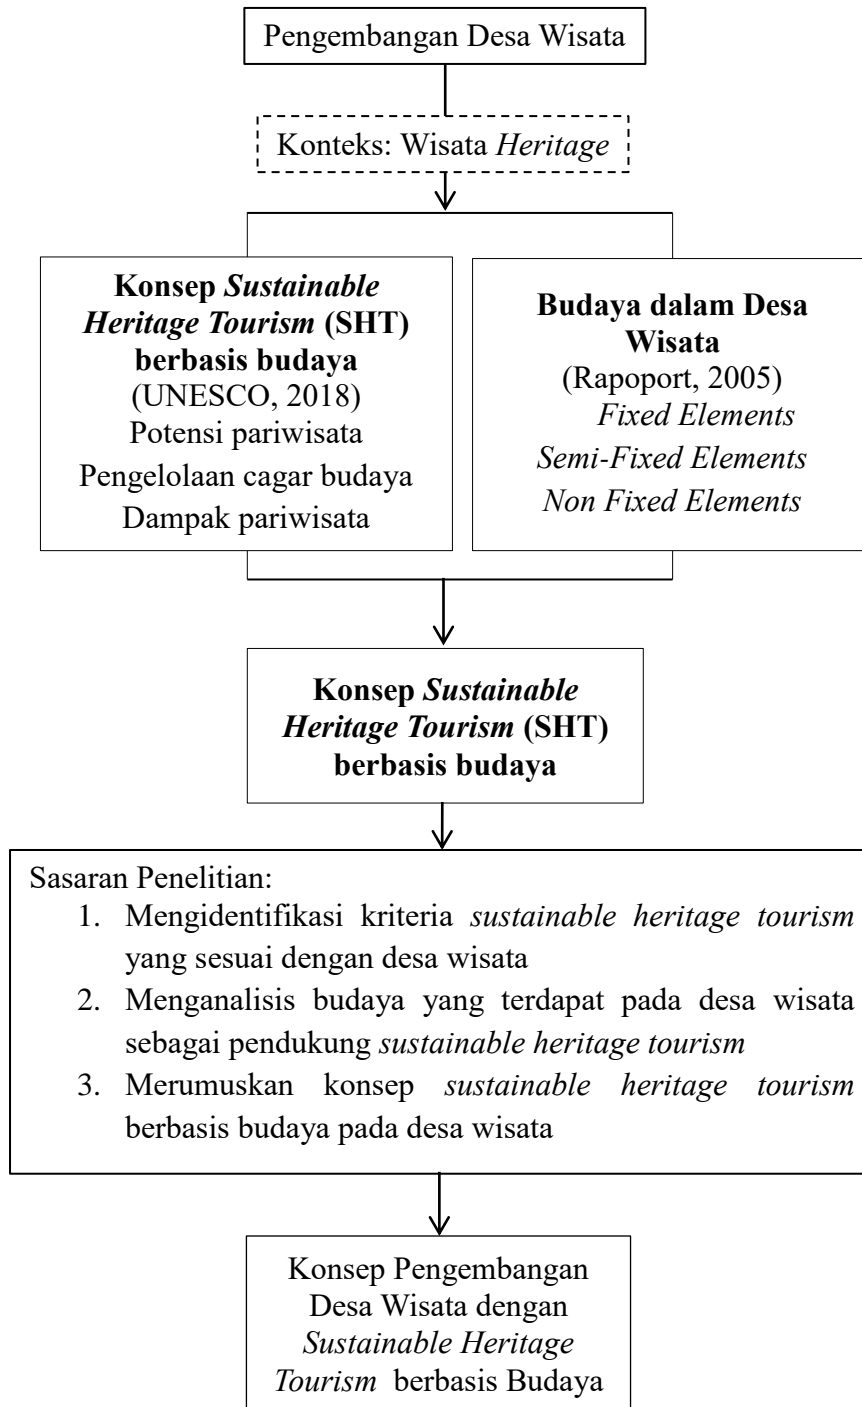 Pengembangan Desa Wisata
Konteks: Wisata Heritage
Konsep Sustainable
Heritage Tourism (SHT)
berbasis budaya
(UNESCO, 2018)
Potensi pariwisata
Pengelolaan cagar budaya
Dampak pariwisata
Budaya dalam Desa
Wisata
(Rapoport, 2005)
Fixed Elements
Semi-Fixed Elements
Non Fixed Elements
Konsep Sustainable
Heritage Tourism (SHT)
berbasis budaya
Sasaran Penelitian:
1. Mengidentifikasi kriteria sustainable heritage tourism
yang sesuai dengan desa wisata
2. Menganalisis budaya yang terdapat pada desa wisata
sebagai pendukung sustainable heritage tourism
3. Merumuskan konsep sustainable heritage tourism
berbasis budaya pada desa wisata
Konsep Pengembangan
Desa Wisata dengan
Sustainable Heritage
Tourism berbasis Budaya